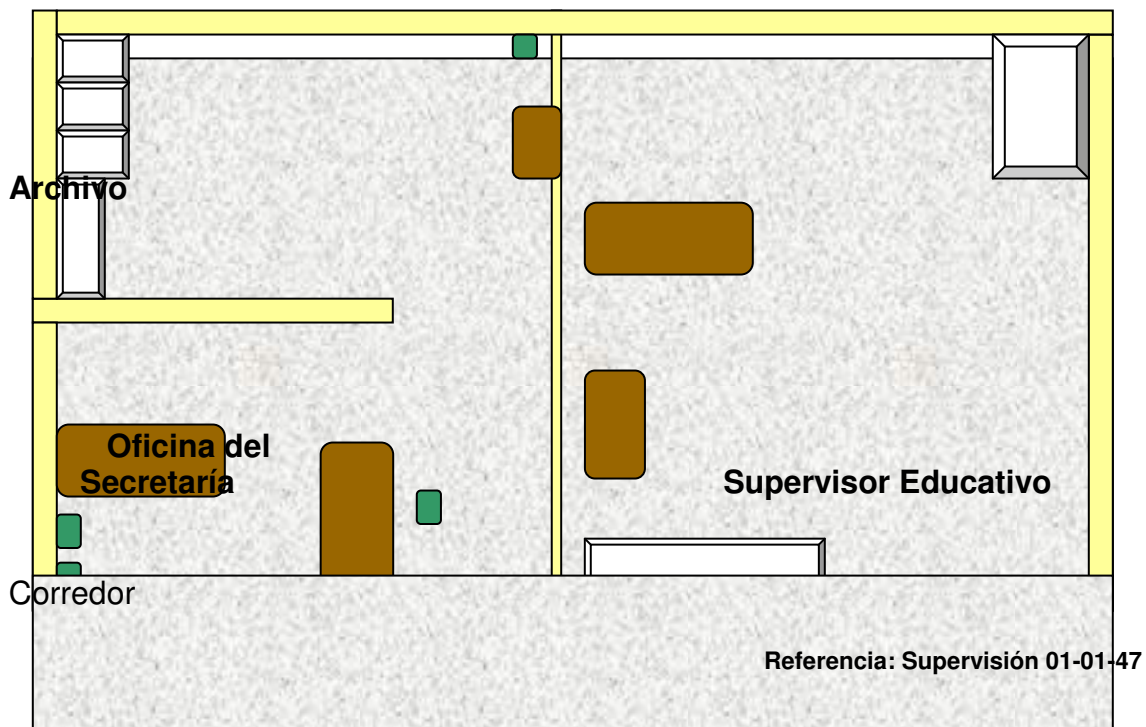 Archivo
Oficina del
Secretaría
Supervisor Educativo
Corredor
Referencia: Supervisión 01-01-47